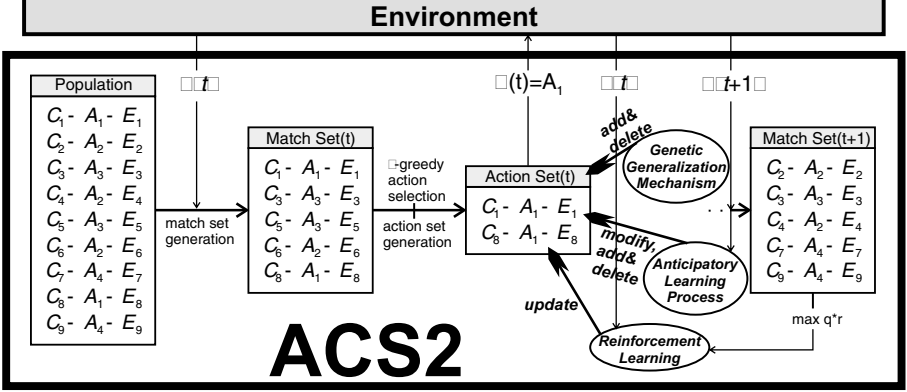 Environment
Population
C1- A1- E1
C2- A2- E2
C3- A3- E3
C4- A2- E4
C5- A3- E5
C6- A2- E6
C7- A4- E7
C8- A1- E8
C9- A4- E9
□□t□
match set
generation
Match Set(t)
C1- A1- E1
C3- A3- E3
C5- A3- E5
C6- A2- E6
C8- A1- E8
□-greedy
action
selection
action set
generation
□(t)=A1
Action Set(t)
C1- A1- E1
C8- A1- E8
□□t□
add&
delete
Genetic
Generalization
Mechanism
modify,
add&
delete
Anticipatory
Learning
Process
update
Reinforcement
Learning
□□t+1□
. .
Match Set(t+1)
C2- A2- E2
C3- A3- E3
C4- A2- E4
C7- A4- E7
C9- A4- E9
max q*r
ACS2